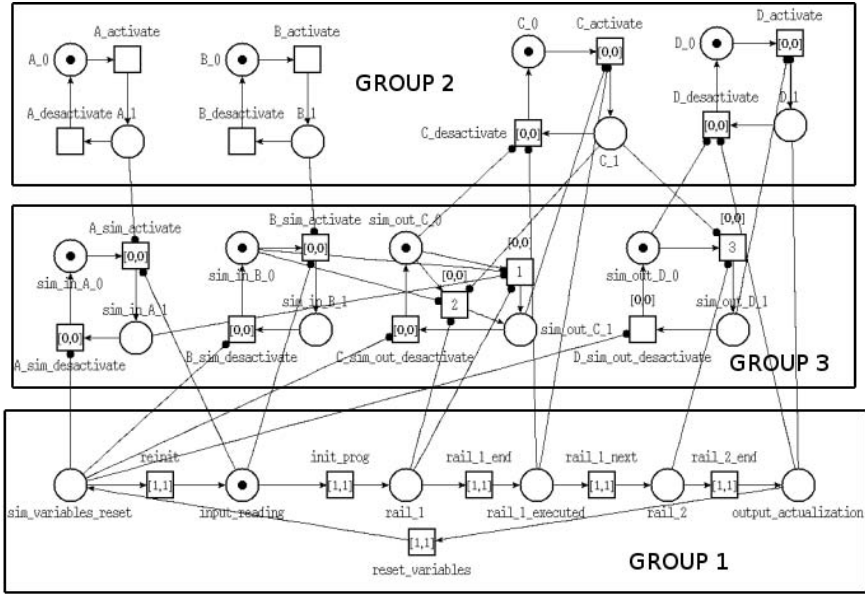 A_activate
B_activate
C_0
C_activate
D_activate
A_0
B_0
D_0
[0,0]
[0,0]
GROUP 2
A_desactivate
A_1
B_desactivate
B_1
C_desactivate
[0,0]
D_desactivate
D_1
[0,0]
C_1
A_sim_activate
B_sim_activate
sim_out_C_0
[0,0]
[0,0]
[0,0]
[0,0]
[0,0]
3
sim_in_A_0
sim_in_B_0
1
sim_out_D_0
2
sim_in_A_1
sim_in_B_1
[0,0]
sim_out_D_1
[0,0]
[0,0]
[0,0]
sim_out_C_1
A_sim_desactivate
B_sim_desactivate
C_sim_out_desactivate
D_sim_out_desactivate
GROUP 3
reinit
init_prog
rail_1_end
rail_1_next
rail_2_end
[1,1]
[1,1]
[1,1]
[1,1]
[1,1]
sim_variables_reset
input_reading
rail_1
rail_1_executed
rail_2
output_actualization
[1,1]
reset_variables
GROUP 1